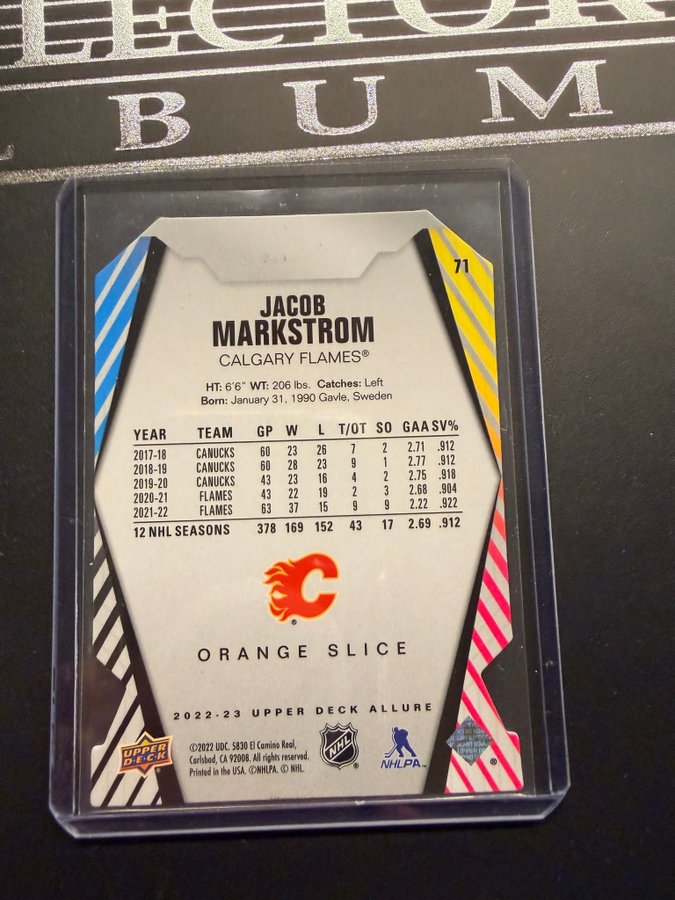 LECTOR
L BUM
71
JACOB
MARKSTROM
CALGARY FLAMES®
HT: 6'6" WT: 206 lbs. Catches: Left
Born: January 31, 1990 Gavle, Sweden
YEAR TEAM GP W L T/OT SO GAA SV%
2017-18 CANUCKS 60 23 26 7 2 2.71 .912
2018-19 CANUCKS 60 28 23 9 1 2.77 .912
2019-20 CANUCKS 43 23 16 4 2 2.75 .918
2020-21 FLAMES 43 22 19 2 3 2.68 .904
2021-22 FLAMES 63 37 15 9 9 2.22 .922
12 NHL SEASONS 378 169 152 43 17 2.69 .912
C
®
ORANGE SLICE
2022-23 UPPER DECK ALLURE
UPPER DECK
©2022 UDC. 5830 El Camino Real,
Carlsbad, CA 92008. All rights reserved.
Printed in the USA. ©NHLPA. © NHL.
NHL
NHLPA™
®